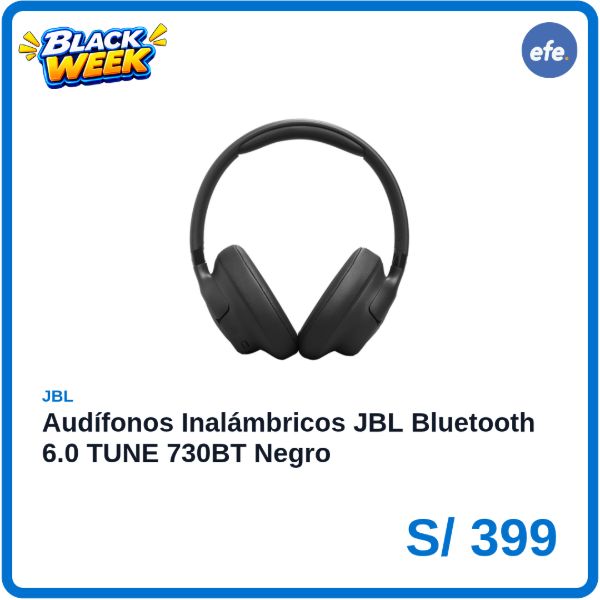 BLACK
WEEK
efe.
JBL
Audífonos Inalámbricos JBL Bluetooth
6.0 TUNE 730BT Negro
S/ 399